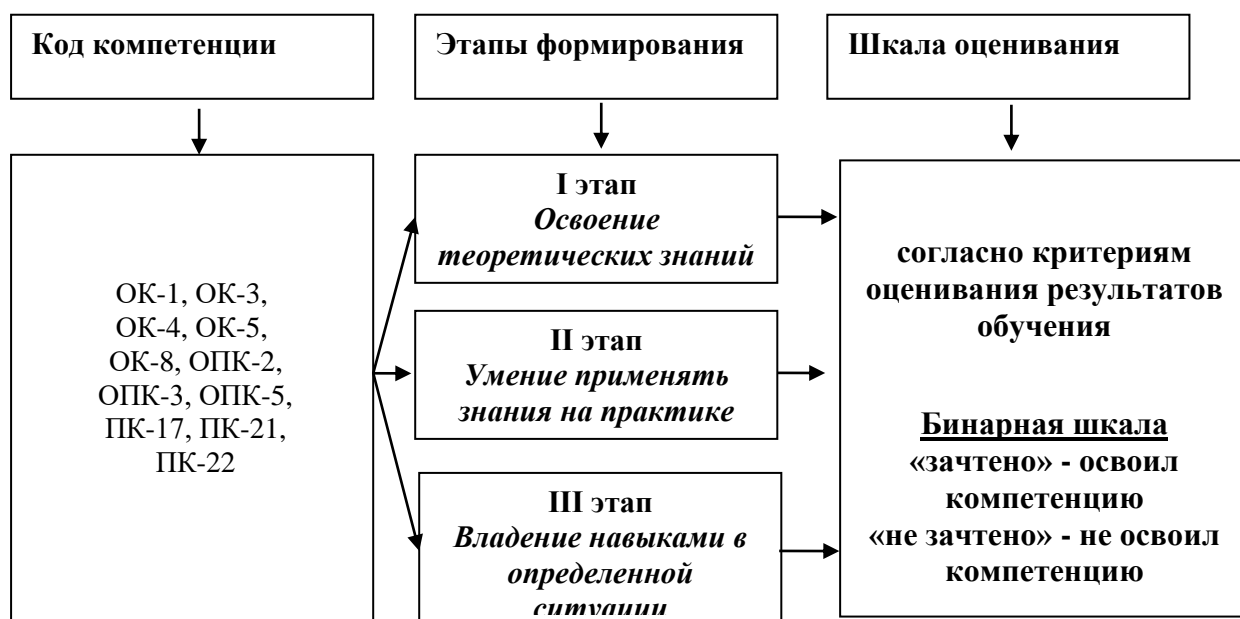 Код компетенции
Этапы формирования
Шкала оценивания
ОК-1, ОК-3,
ОК-4, ОК-5,
ОК-8, ОПК-2,
ОПК-3, ОПК-5,
ПК-17, ПК-21,
ПК-22
I этап
Освоение
теоретических знаний
II этап
Умение применять
знания на практике
III этап
Владение навыками в
определенной
ситуации
согласно критериям
оценивания результатов
обучения
Бинарная шкала
«зачтено» - освоил
компетенцию
«не зачтено» - не освоил
компетенцию